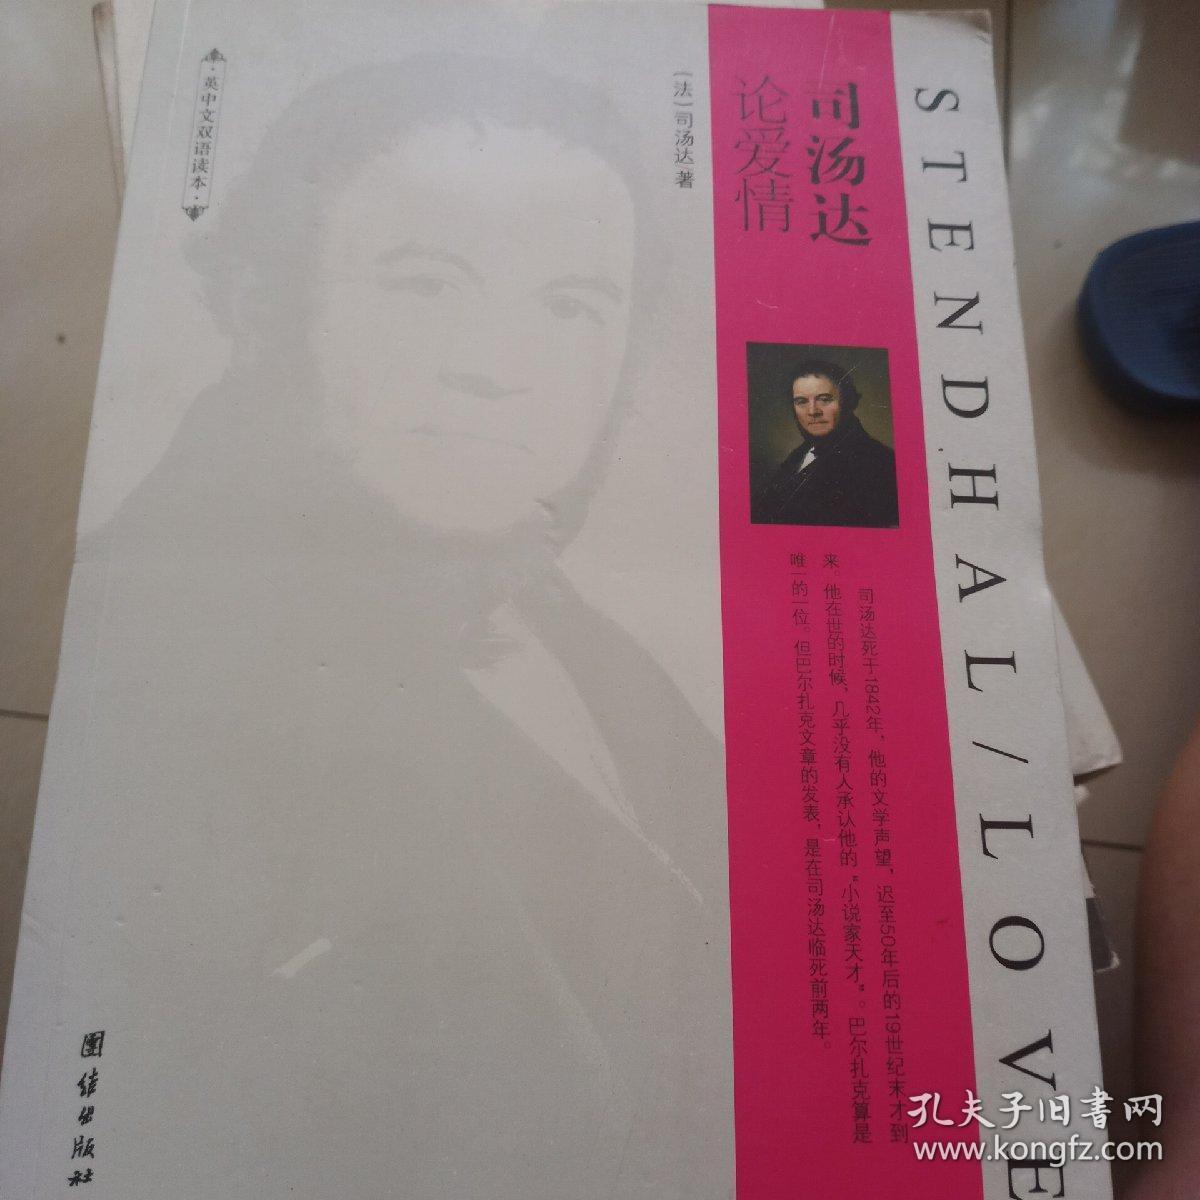 STENDHAL/LOVE
司汤达
论爱情
(法)司汤达 著
·英中文双语读本·
司汤达死于1842年，他的文学声望，迟至50年后的19世纪末才到
来。他在世的时候，几乎没有人承认他的“小说家天才”。巴尔扎克算是
唯一的一位。但巴尔扎克文章的发表，是在司汤达临死前两年。
團结出版社
孔夫子旧書网
www.kongfz.com